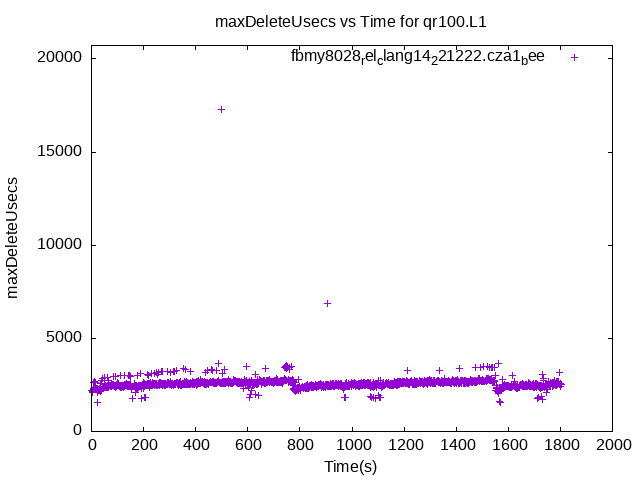 maxDeleteUsecs vs Time for qr100.L1
fbmy8028relclang14221222.cza1bee
20000
15000
10000
5000
0
maxDeleteUsecs
0 200 400 600 800 1000 1200 1400 1600 1800 2000
Time(s)